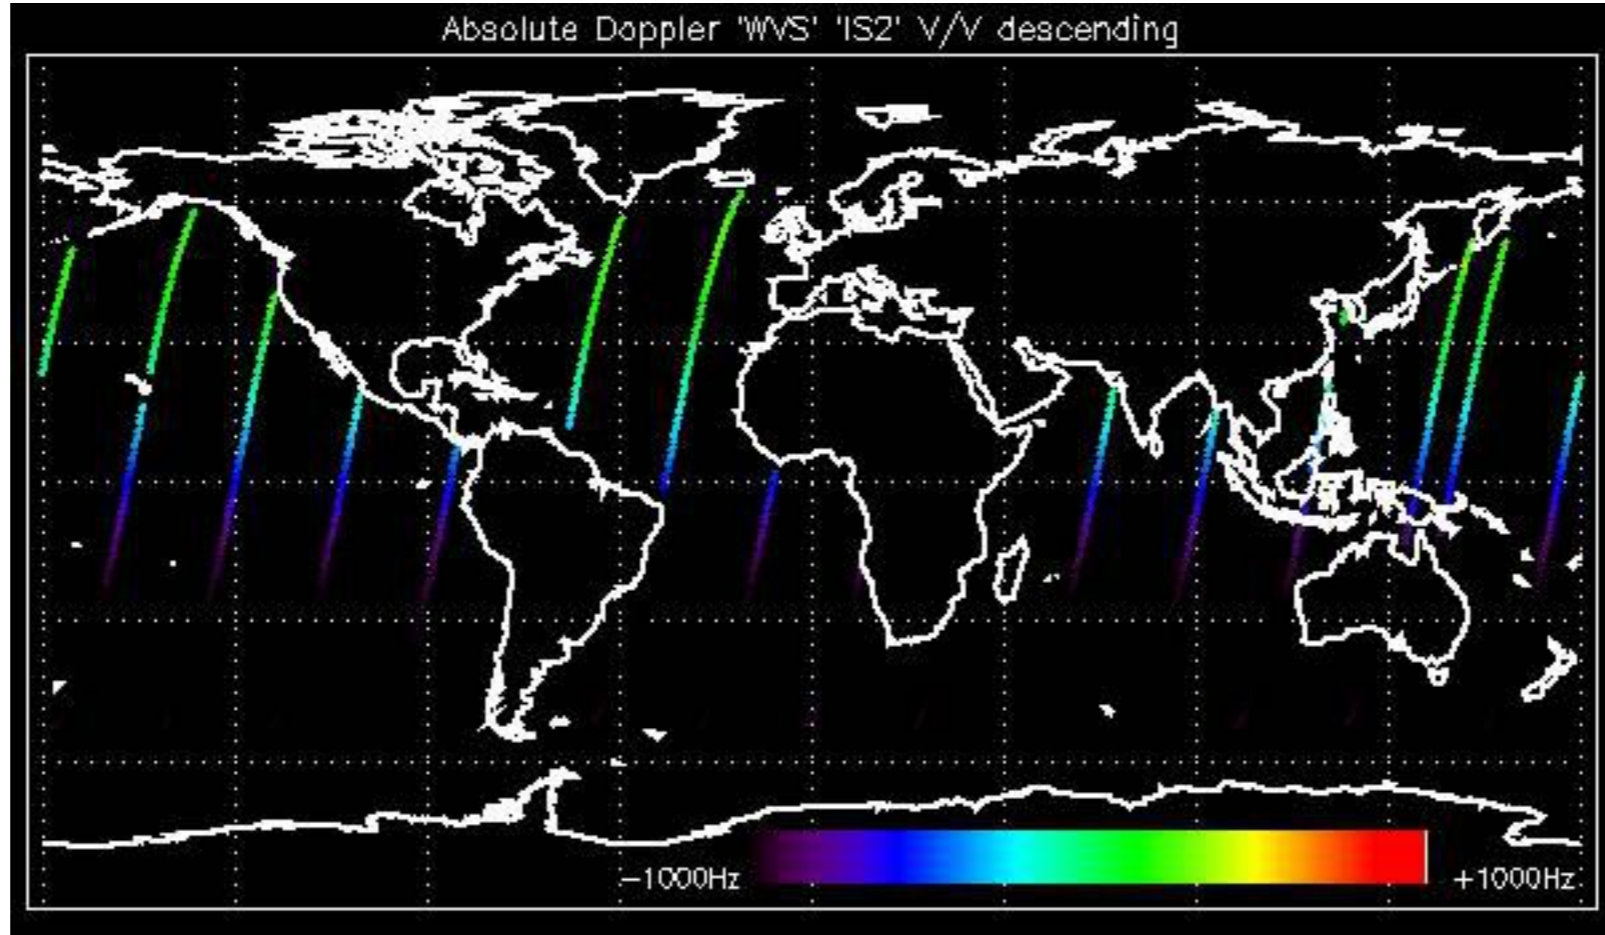 Absolute Doppler 'WVS' 'IS2' V/V descending
−1000Hz
+1000Hz